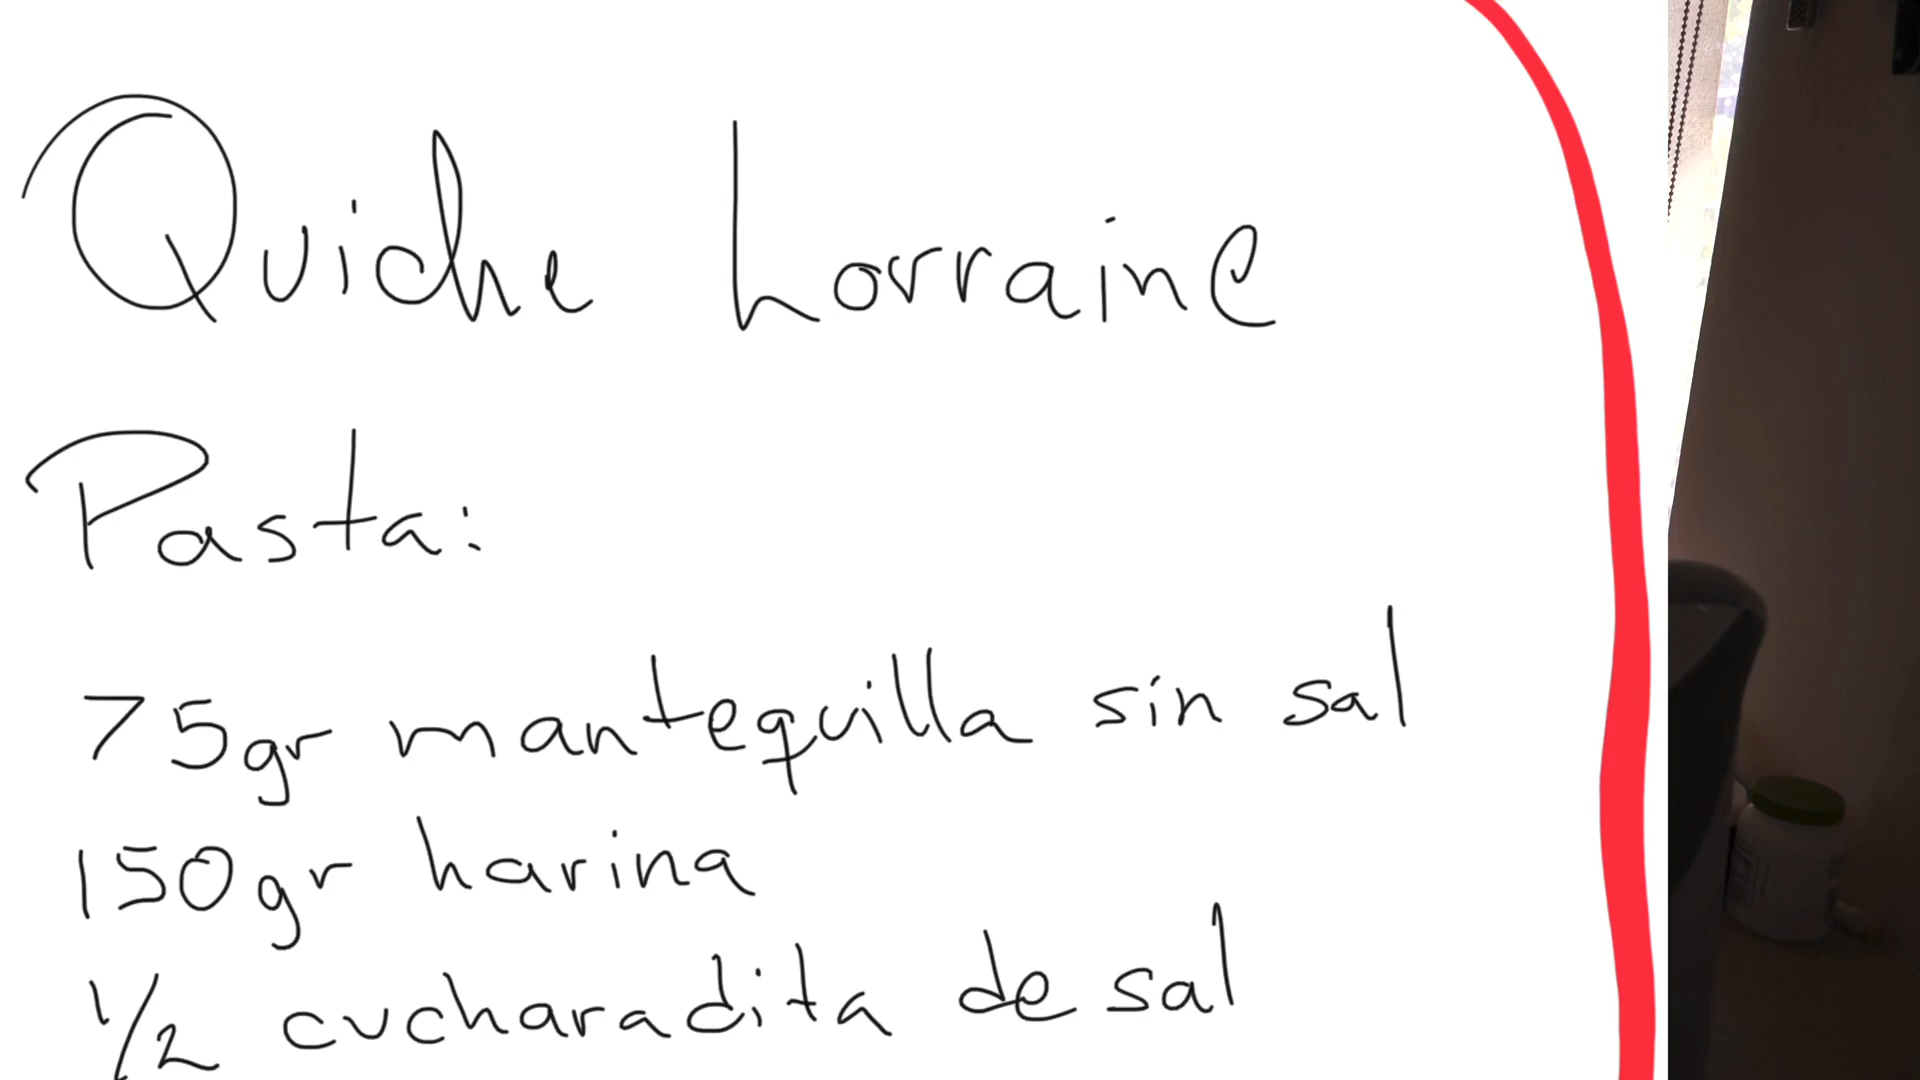 Quiche Lorraine
Pasta:
75gr mantequilla sin sal
150gr harina
1/2 cucharadita de sal